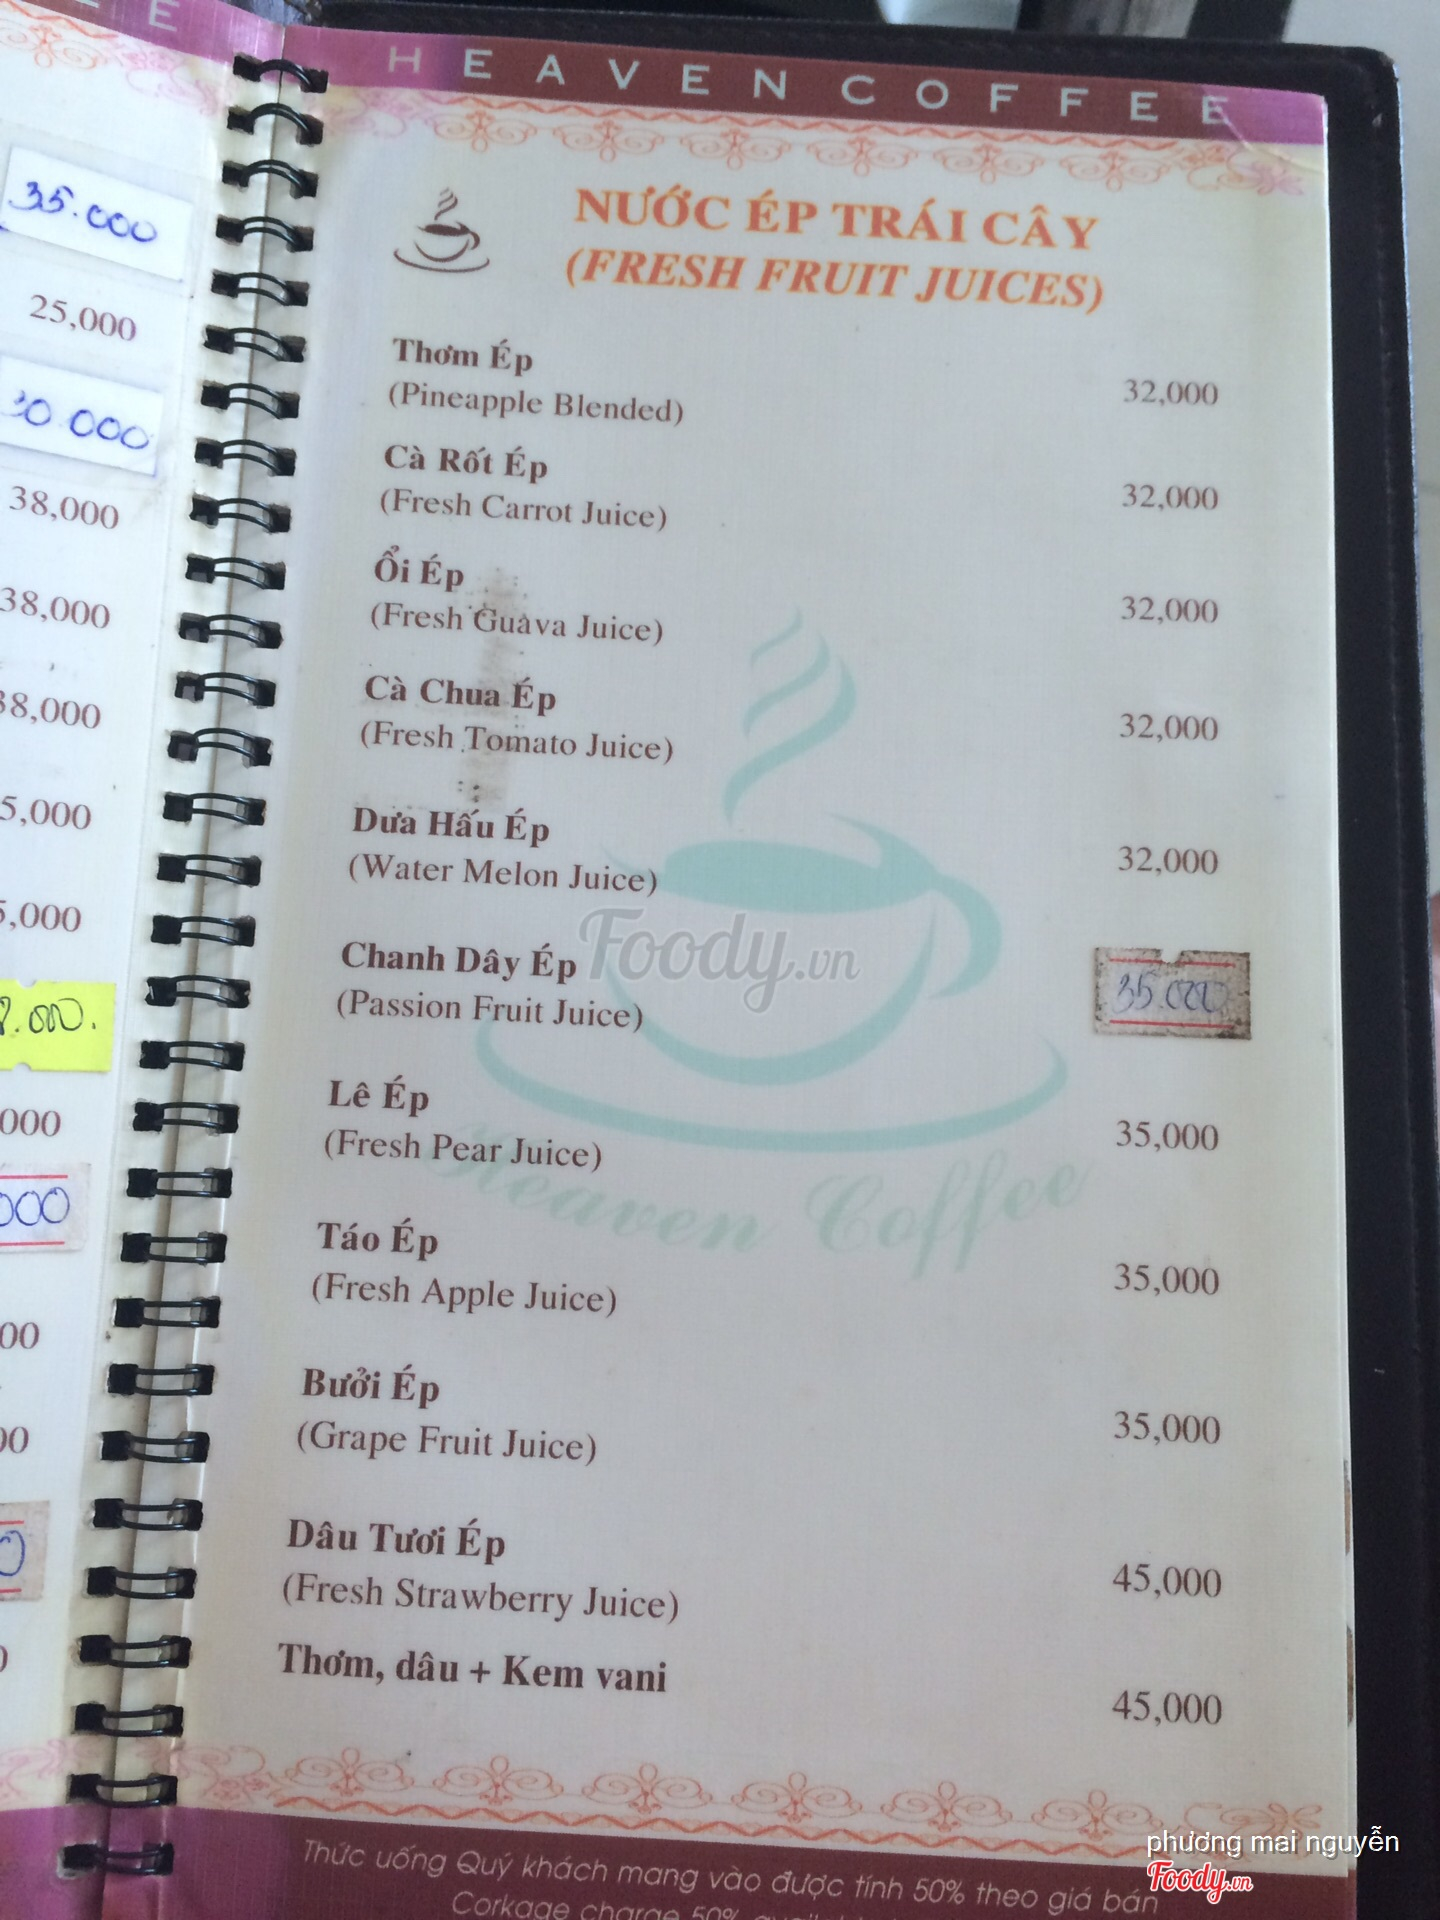 HEAVEN COFFEE
35.000
25,000
30 000
38,000
38,000
NƯỚC ÉP TRÁI CÂY
(FRESH FRUIT JUICES)
Thơm Ép
(Pineapple Blended) 32,000
Cà Rốt Ép
(Fresh Carrot Juice) 32,000
Ổi Ép
(Fresh Guava Juice) 32,000
Cà Chua Ép
(Fresh Tomato Juice) 32,000
Dưa Hấu Ép
(Water Melon Juice) 32,000
Foody.vn
Chanh Dây Ép
(Passion Fruit Juice) 35.000
Lê Ép
(Fresh Pear Juice) 35,000
Heaven Coffee
Táo Ép
(Fresh Apple Juice) 35,000
Bưởi Ép
(Grape Fruit Juice) 35,000
Dâu Tươi Ép
(Fresh Strawberry Juice) 45,000
Thơm, dâu + Kem vani 45,000
Thức uống Quý khách mang vào được tính 50% theo giá bán
Corkage charge 50%
phương mai nguyễn
Foody.vn